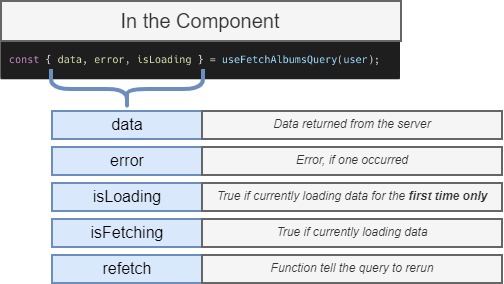 In the Component
const { data, error, isLoading } = useFetchAlbumsQuery(user);
data Data returned from the server
error Error, if one occurred
isLoading True if currently loading data for the first time only
isFetching True if currently loading data
refetch Function tell the query to rerun